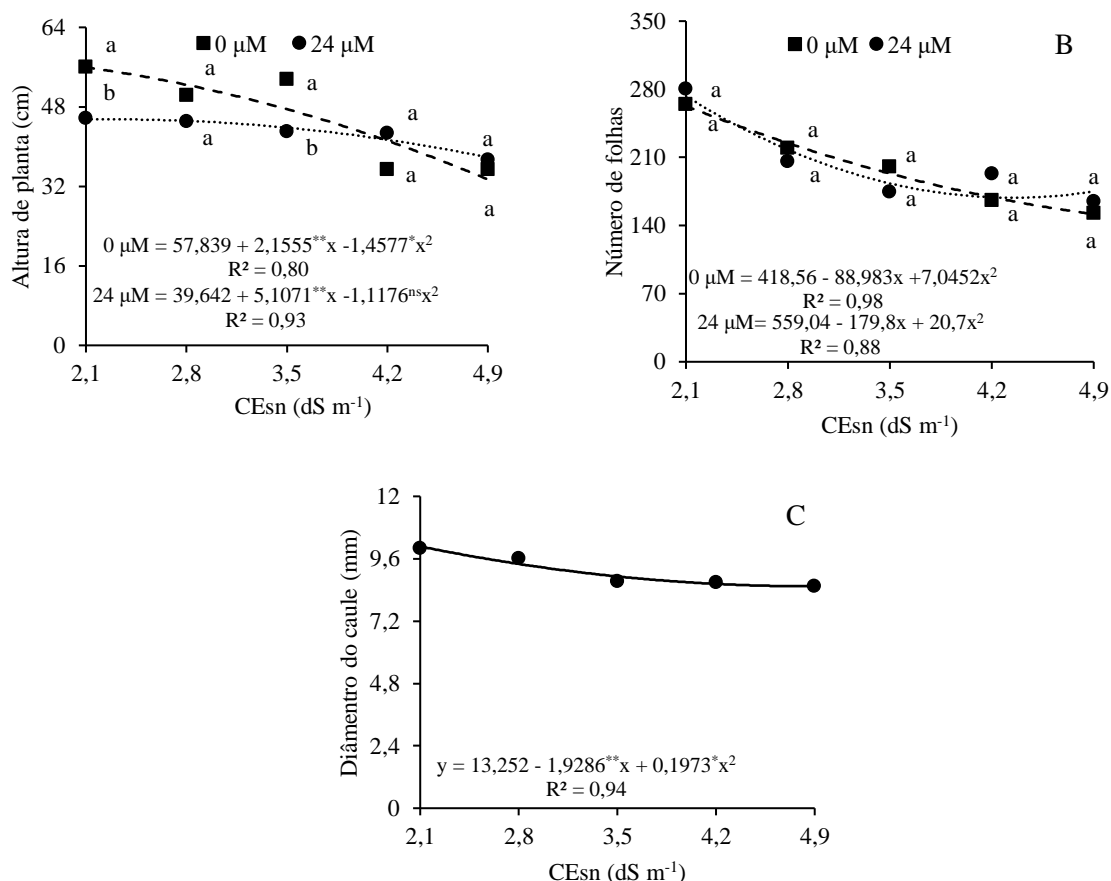 64
48
32
16
0
Altura de planta (cm)
0 μM 24 μM
a a a
b a b a a
a a
0 μM = 57,839 + 2,1555**x -1,4577*x²
R² = 0,80
24 μM = 39,642 + 5,1071**x -1,1176ⁿˢx²
R² = 0,93
2,1 2,8 3,5 4,2 4,9
CEsn (dS m⁻¹)
350
280
210
140
70
0
Número de folhas
0 μM 24 μM
B
a a a a a
a a a a a
0 μM = 418,56 - 88,983x +7,0452x²
R² = 0,98
24 μM= 559,04 - 179,8x + 20,7x²
R² = 0,88
2,1 2,8 3,5 4,2 4,9
CEsn (dS m⁻¹)
12
9,6
7,2
4,8
2,4
0
Diâmentro do caule (mm)
C
y = 13,252 - 1,9286**x + 0,1973*x²
R² = 0,94
2,1 2,8 3,5 4,2 4,9
CEsn (dS m⁻¹)